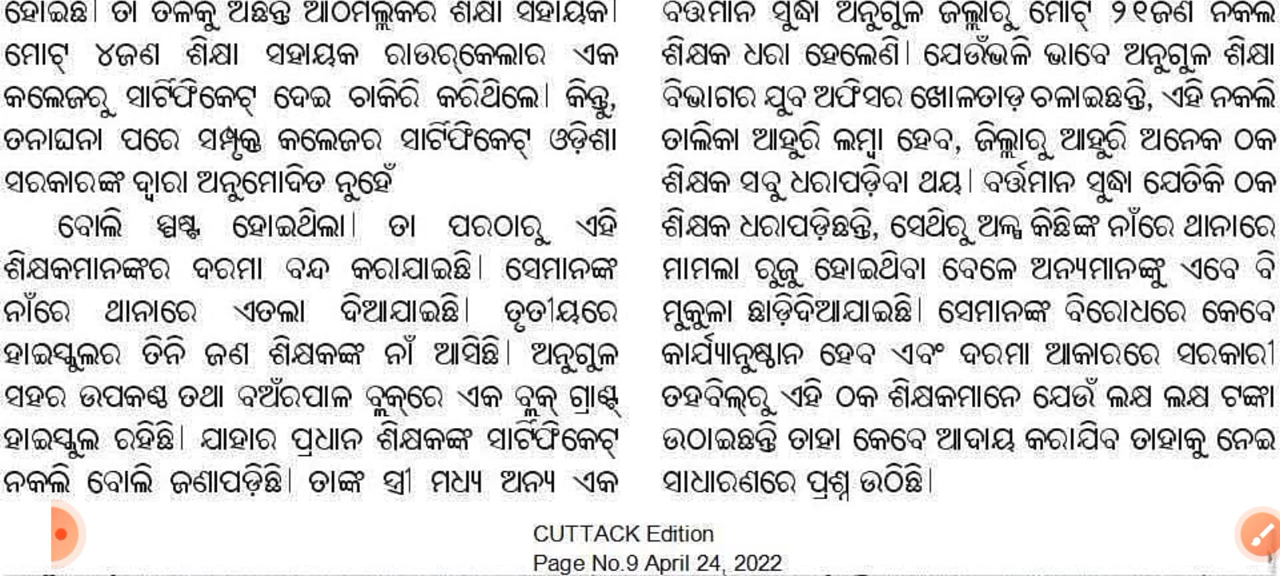 ହୋଇଛି। ତା ତଳକୁ ଅଛନ୍ତି ଆଠମଲ୍ଲିକର ଶିକ୍ଷା ସହାୟକ।
ମୋଟ୍ ୪ଜଣ ଶିକ୍ଷା ସହାୟକ ରାଉର୍‌କେଲାର ଏକ
କଲେଜରୁ ସାର୍ଟିଫିକେଟ୍ ଦେଇ ଚାକିରି କରିଥିଲେ। କିନ୍ତୁ,
ତନାଘନା ପରେ ସମ୍ପୃକ୍ତ କଲେଜର ସାର୍ଟିଫିକେଟ୍ ଓଡ଼ିଶା
ସରକାରଙ୍କ ଦ୍ୱାରା ଅନୁମୋଦିତ ନୁହେଁ
ବୋଲି ସ୍ପଷ୍ଟ ହୋଇଥିଲା। ତା ପରଠାରୁ ଏହି
ଶିକ୍ଷକମାନଙ୍କର ଦରମା ବନ୍ଦ କରାଯାଇଛି। ସେମାନଙ୍କ
ନାଁରେ ଥାନାରେ ଏତଲା ଦିଆଯାଇଛି। ତୃତୀୟରେ
ହାଇସ୍କୁଲର ତିନି ଜଣ ଶିକ୍ଷକଙ୍କ ନାଁ ଆସିଛି। ଅନୁଗୁଳ
ସହର ଉପକଣ୍ଠ ତଥା ବଅଁରପାଳ ବ୍ଲକ୍‌ରେ ଏକ ବ୍ଲକ୍ ଗ୍ରାଣ୍ଟ୍
ହାଇସ୍କୁଲ ରହିଛି। ଯାହାର ପ୍ରଧାନ ଶିକ୍ଷକଙ୍କ ସାର୍ଟିଫିକେଟ୍
ନକଲି ବୋଲି ଜଣାପଡ଼ିଛି। ତାଙ୍କ ସ୍ତ୍ରୀ ମଧ୍ୟ ଅନ୍ୟ ଏକ
ବର୍ତ୍ତମାନ ସୁଦ୍ଧା ଅନୁଗୁଳ ଜିଲ୍ଲାରୁ ମୋଟ୍ ୨୧ଜଣ ନକଲି
ଶିକ୍ଷକ ଧରା ହେଲେଣି। ଯେଉଁଭଳି ଭାବେ ଅନୁଗୁଳ ଶିକ୍ଷା
ବିଭାଗର ଯୁବ ଅଫିସର ଖୋଳତାଡ଼ ଚଳାଇଛନ୍ତି, ଏହି ନକଲି
ତାଲିକା ଆହୁରି ଲମ୍ବା ହେବ, ଜିଲ୍ଲାରୁ ଆହୁରି ଅନେକ ଠକ
ଶିକ୍ଷକ ସବୁ ଧରାପଡ଼ିବା ଥୟ। ବର୍ତ୍ତମାନ ସୁଦ୍ଧା ଯେତିକି ଠକ
ଶିକ୍ଷକ ଧରାପଡ଼ିଛନ୍ତି, ସେଥିରୁ ଅଳ୍ପ କିଛିଙ୍କ ନାଁରେ ଥାନାରେ
ମାମଲା ରୁଜୁ ହୋଇଥିବା ବେଳେ ଅନ୍ୟମାନଙ୍କୁ ଏବେ ବି
ମୁକୁଳା ଛାଡ଼ିଦିଆଯାଇଛି। ସେମାନଙ୍କ ବିରୋଧରେ କେବେ
କାର୍ଯ୍ୟାନୁଷ୍ଠାନ ହେବ ଏବଂ ଦରମା ଆକାରରେ ସରକାରୀ
ତହବିଲ୍‌ରୁ ଏହି ଠକ ଶିକ୍ଷକମାନେ ଯେଉଁ ଲକ୍ଷ ଲକ୍ଷ ଟଙ୍କା
ଉଠାଇଛନ୍ତି ତାହା କେବେ ଆଦାୟ କରାଯିବ ତାହାକୁ ନେଇ
ସାଧାରଣରେ ପ୍ରଶ୍ନ ଉଠିଛି।
CUTTACK Edition
Page No.9 April 24, 2022